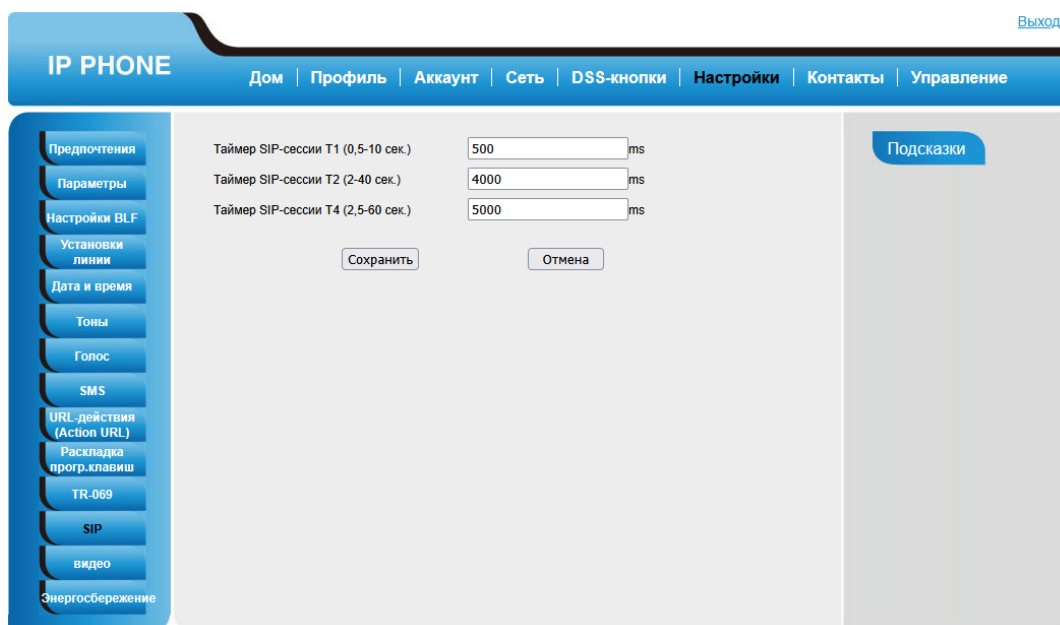 Выход
IP PHONE
Дом Профиль Аккаунт Сеть DSS-кнопки Настройки Контакты Управление
Предпочтения
Параметры
Настройки BLF
Установки
линии
Дата и время
Тоны
Голос
SMS
URL-действия
(Action URL)
Раскладка
прогр.клавиш
TR-069
SIP
видео
Энергосбережение
Таймер SIP-сессии T1 (0,5-10 сек.) 500 ms
Таймер SIP-сессии T2 (2-40 сек.) 4000 ms
Таймер SIP-сессии T4 (2,5-60 сек.) 5000 ms
Сохранить Отмена
Подсказки